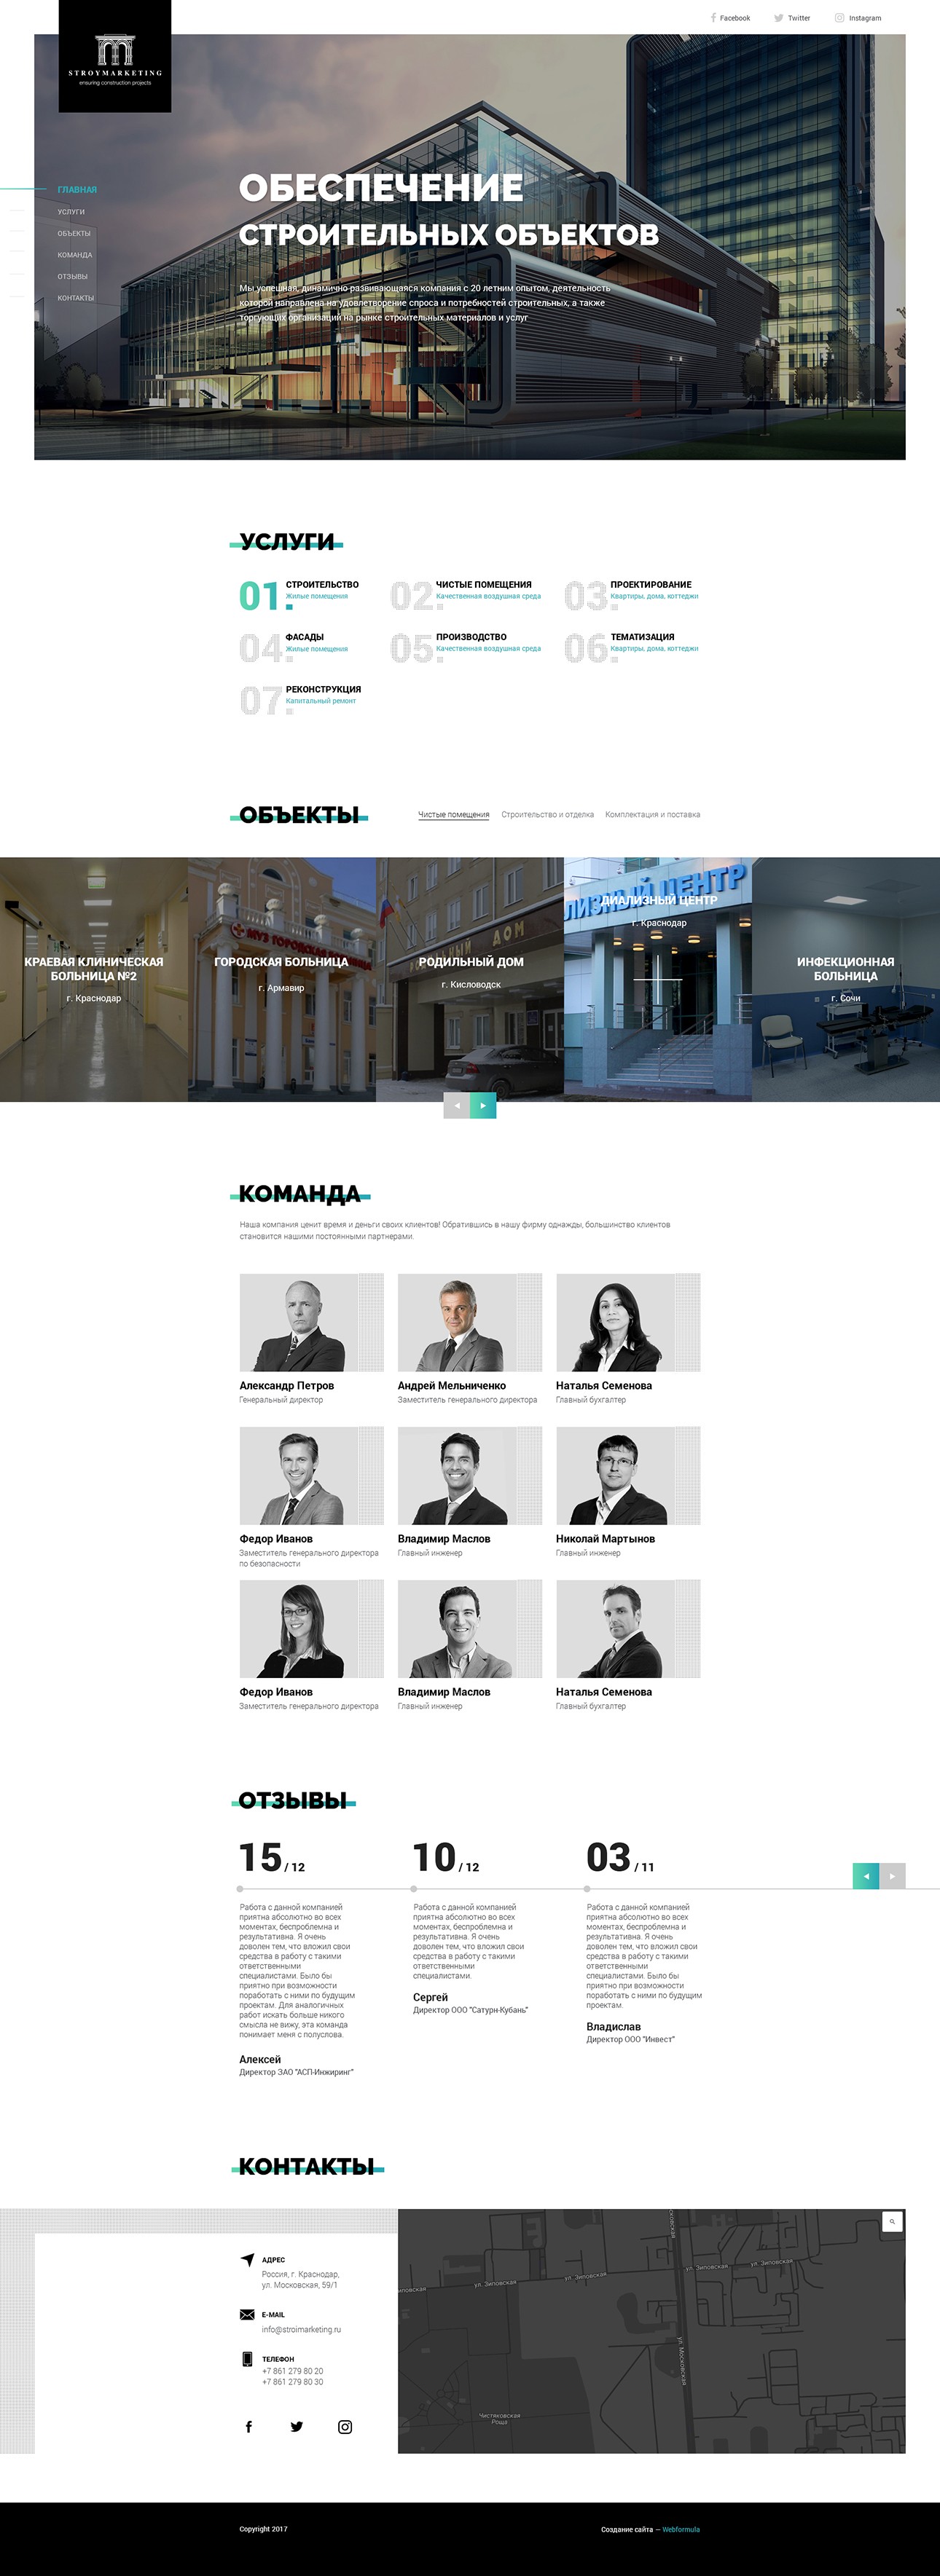 Facebook
Twitter
Instagram
STROYMARKETING
ensuring construction projects
ГЛАВНАЯ
УСЛУГИ
ОБЪЕКТЫ
КОМАНДА
ОТЗЫВЫ
КОНТАКТЫ
ОБЕСПЕЧЕНИЕ
СТРОИТЕЛЬНЫХ ОБЪЕКТОВ
Мы успешная, динамично развивающаяся компания с 20 летним опытом, деятельность
которой направлена на удовлетворение спроса и потребностей строительных, а также
торгующих организаций на рынке строительных материалов и услуг
УСЛУГИ
01
СТРОИТЕЛЬСТВО
Жилые помещения
02
ЧИСТЫЕ ПОМЕЩЕНИЯ
Качественная воздушная среда
03
ПРОЕКТИРОВАНИЕ
Квартиры, дома, коттеджи
04
ФАСАДЫ
Жилые помещения
05
ПРОИЗВОДСТВО
Качественная воздушная среда
06
ТЕМАТИЗАЦИЯ
Квартиры, дома, коттеджи
07
РЕКОНСТРУКЦИЯ
Капитальный ремонт
ОБЪЕКТЫ
Чистые помещения
Строительство и отделка
Комплектация и поставка
КРАЕВАЯ КЛИНИЧЕСКАЯ
БОЛЬНИЦА №2
г. Краснодар
МУЗ ГОРОДСКАЯ
ГОРОДСКАЯ БОЛЬНИЦА
г. Армавир
ДОМ
РОДИЛЬНЫЙ ДОМ
г. Кисловодск
ЛИЗНЫЙ ЦЕНТР
ДИАЛИЗНЫЙ ЦЕНТР
г. Краснодар
ИНФЕКЦИОННАЯ
БОЛЬНИЦА
г. Сочи
КОМАНДА
Наша компания ценит время и деньги своих клиентов! Обратившись в нашу фирму однажды, большинство клиентов
становится нашими постоянными партнерами.
Александр Петров
Генеральный директор
Андрей Мельниченко
Заместитель генерального директора
Наталья Семенова
Главный бухгалтер
Федор Иванов
Заместитель генерального директора
по безопасности
Владимир Маслов
Главный инженер
Николай Мартынов
Главный инженер
Федор Иванов
Заместитель генерального директора
Владимир Маслов
Главный инженер
Наталья Семенова
Главный бухгалтер
ОТЗЫВЫ
15 / 12
Работа с данной компанией
приятна абсолютно во всех
моментах, беспроблемна и
результативна. Я очень
доволен тем, что вложил свои
средства в работу с такими
ответственными
специалистами. Было бы
приятно при возможности
поработать с ними по будущим
проектам. Для аналогичных
работ искать больше никого
смысла не вижу, эта команда
понимает меня с полуслова.
Алексей
Директор ЗАО "АСП-Инжиринг"
10 / 12
Работа с данной компанией
приятна абсолютно во всех
моментах, беспроблемна и
результативна. Я очень
доволен тем, что вложил свои
средства в работу с такими
ответственными
специалистами.
Сергей
Директор ООО "Сатурн-Кубань"
03 / 11
Работа с данной компанией
приятна абсолютно во всех
моментах, беспроблемна и
результативна. Я очень
доволен тем, что вложил свои
средства в работу с такими
ответственными
специалистами. Было бы
приятно при возможности
поработать с ними по будущим
проектам.
Владислав
Директор ООО "Инвест"
КОНТАКТЫ
АДРЕС
Россия, г. Краснодар,
ул. Московская, 59/1
E-MAIL
info@stroimarketing.ru
ТЕЛЕФОН
+7 861 279 80 20
+7 861 279 80 30
ул. Зиповская
ул. Зиповская
ул. Зиповская
ул. Зиповская
ул. Московская
Чистяковская
Роща
Copyright 2017
Создание сайта — Webformula